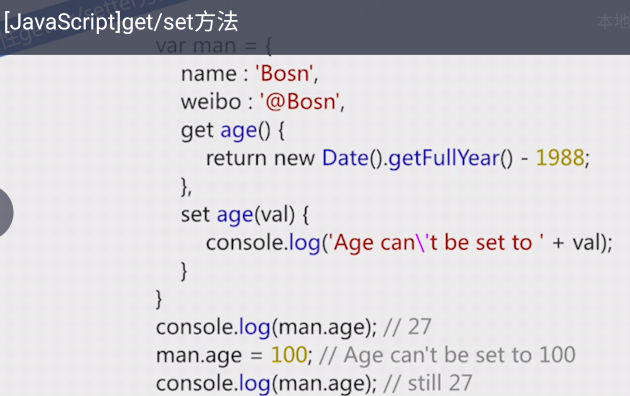 [JavaScript]get/set方法
本地
var man = {
name : 'Bosn',
weibo : '@Bosn',
get age() {
return new Date().getFullYear() - 1988;
},
set age(val) {
console.log('Age can\'t be set to ' + val);
}
}
console.log(man.age); // 27
man.age = 100; // Age can't be set to 100
console.log(man.age); // still 27